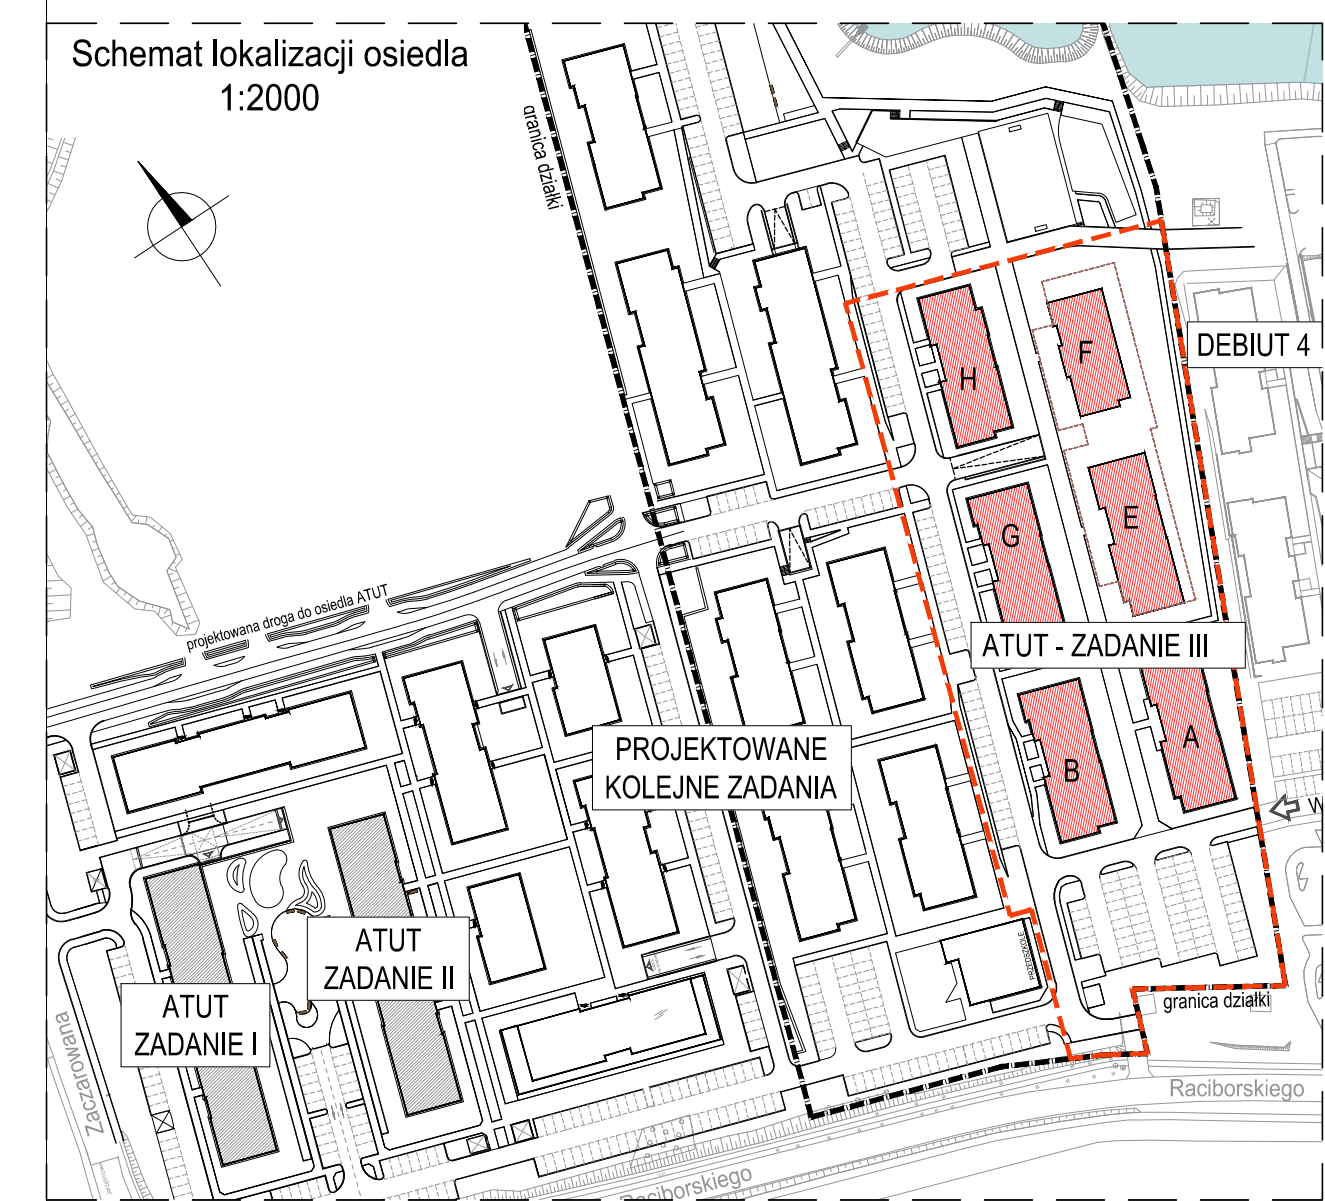 Schemat lokalizacji osiedla
1:2000
granica działki
DEBIUT 4
H
F
G
E
ATUT - ZADANIE III
projektowana droga do osiedla ATUT
PROJEKTOWANE
KOLEJNE ZADANIA
B
A
W
ATUT
ZADANIE II
ATUT
ZADANIE I
PRZEDSZKOLE
granica działki
Zaczarowana
Raciborskiego
Raciborskiego